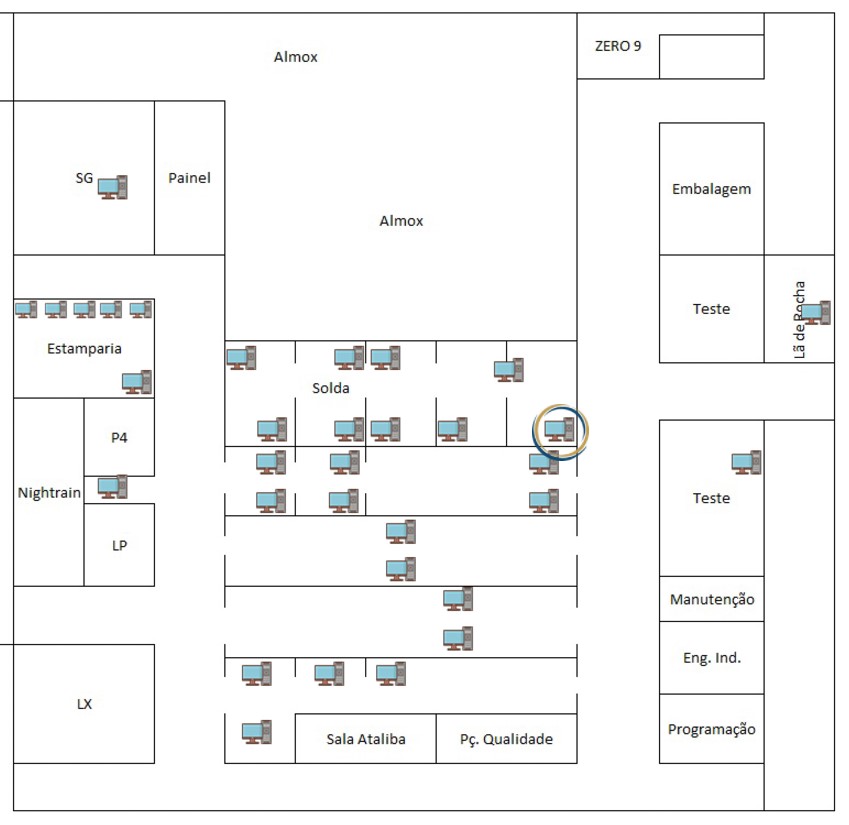 Almox
ZERO 9
SG
Painel
Almox
Embalagem
Teste
Lã de Rocha
Estamparia
Solda
P4
Nightrain
LP
Teste
Manutenção
Eng. Ind.
LX
Sala Ataliba
Pç. Qualidade
Programação